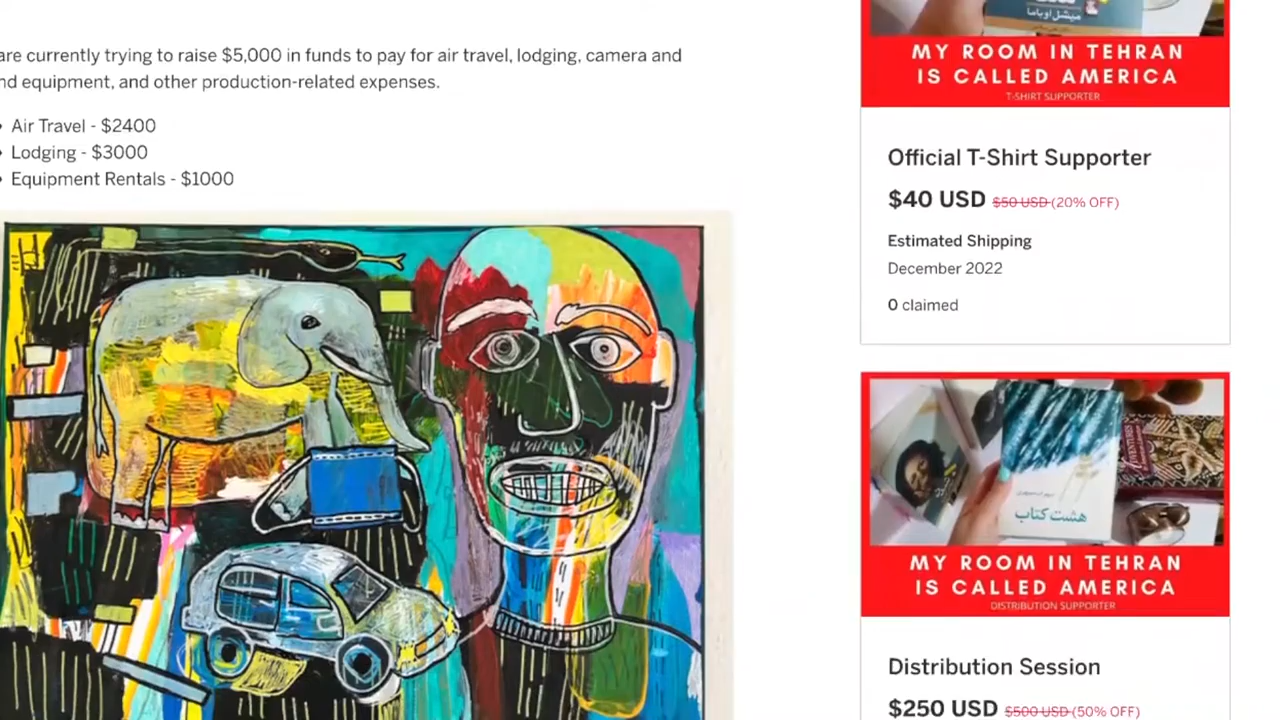 are currently trying to raise $5,000 in funds to pay for air travel, lodging, camera and
nd equipment, and other production-related expenses.
Air Travel - $2400
Lodging - $3000
Equipment Rentals - $1000
میشل اوباما
MY ROOM IN TEHRAN
IS CALLED AMERICA
T-SHIRT SUPPORTER
Official T-Shirt Supporter
$40 USD $50 USD (20% OFF)
Estimated Shipping
December 2022
0 claimed
هشت کتاب
MY ROOM IN TEHRAN
IS CALLED AMERICA
DISTRIBUTION SUPPORTER
Distribution Session
$250 USD $500 USD (50% OFF)